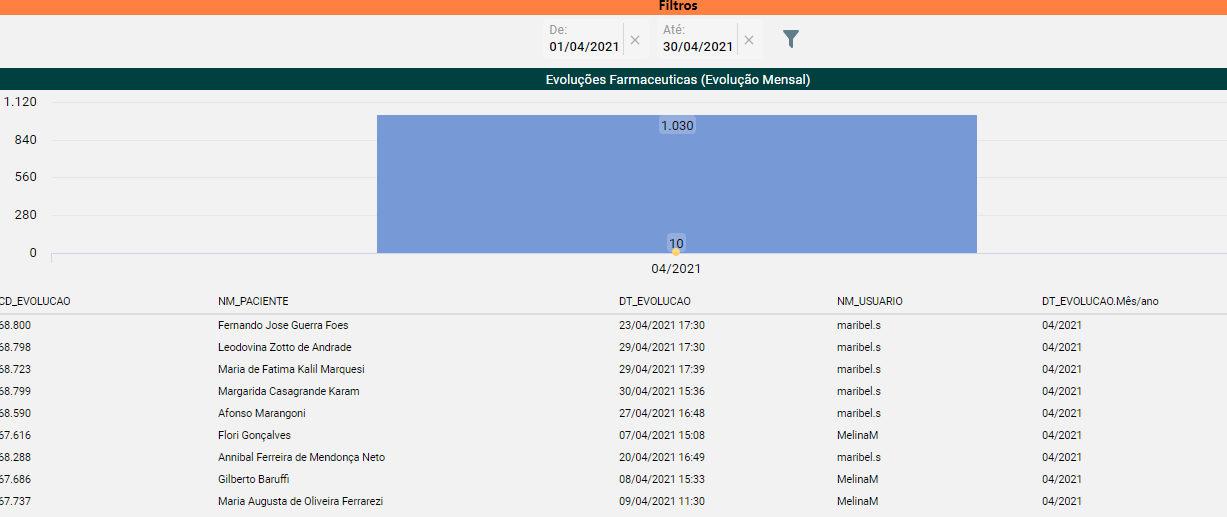 Filtros
De: Até:
01/04/2021 × 30/04/2021 ×
Evoluções Farmaceuticas (Evolução Mensal)
1.120
1.030
840
560
280
10
0
04/2021
CD_EVOLUCAO NM_PACIENTE DT_EVOLUCAO NM_USUARIO DT_EVOLUCAO.Mês/ano
68.800 Fernando Jose Guerra Foes 23/04/2021 17:30 maribel.s 04/2021
68.798 Leodovina Zotto de Andrade 29/04/2021 17:30 maribel.s 04/2021
68.723 Maria de Fatima Kalil Marquesi 29/04/2021 17:39 maribel.s 04/2021
68.799 Margarida Casagrande Karam 30/04/2021 15:36 maribel.s 04/2021
68.590 Afonso Marangoni 27/04/2021 16:48 maribel.s 04/2021
67.616 Flori Gonçalves 07/04/2021 15:08 MelinaM 04/2021
68.288 Annibal Ferreira de Mendonça Neto 20/04/2021 16:49 maribel.s 04/2021
67.686 Gilberto Baruffi 08/04/2021 15:33 MelinaM 04/2021
67.737 Maria Augusta de Oliveira Ferrarezi 09/04/2021 11:30 MelinaM 04/2021